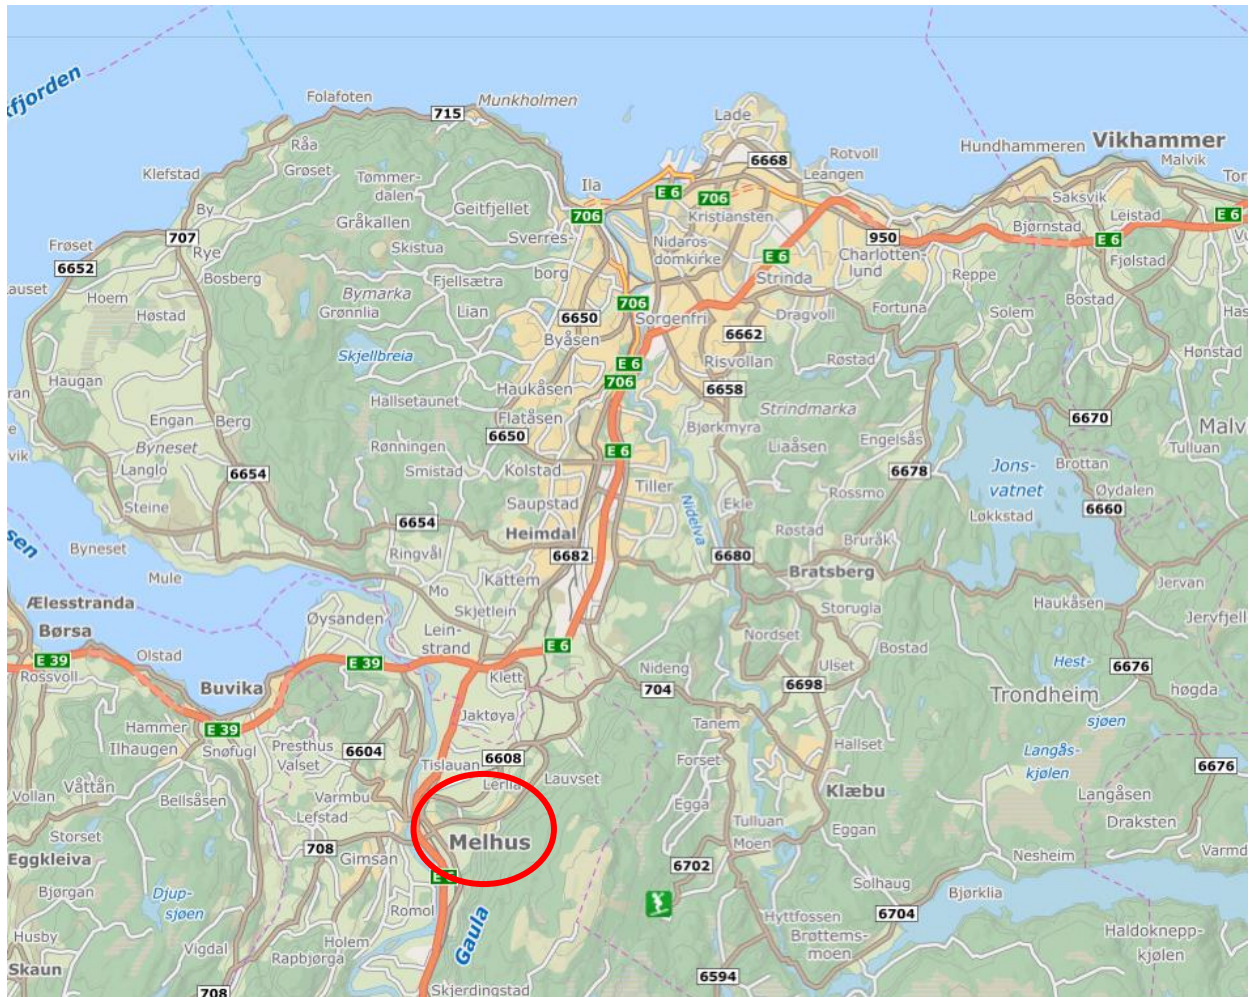 kfjorden
Folafoten
715
Munkholmen
Lade
Råa
Grøset
6668
Rotvoll
Leangen
Hundhammeren
Vikhammer
Malvik
Klefstad
Tømmer-
dalen
Ila
E 6
706
Kristiansten
Saksvik
Leistad
E 6
By
Gråkallen
Geitfjellet
706
Bjørnstad
707
Rye
Skistua
Sverres-
borg
Nidaros-
domkirke
E 6
950
Charlotten-
lund
E 6
Fjølstad
Frøset
6652
Bosberg
Fjellsætra
Strinda
Reppe
auset
Hoem
Høstad
Bymarka
Grønnlia
Lian
6650
706
Sorgenfri
Dragvoll
Fortuna
Solem
Bostad
Skjellbreia
Byåsen
6662
Risvollan
Røstad
Hønstad
Haugan
Haukåsen
E 6
706
6658
Hallsetaunet
Flatåsen
Strindmarka
6670
Engan
Berg
Byneset
6650
Bjørkmyra
Engelsås
Malv
Rønningen
E 6
Liaåsen
Tulluan
Langlo
6654
Smistad
Kolstad
6678
Jons-
vatnet
Brottan
Øydalen
Steine
Saupstad
Tiller
Nidelva
Ekle
Rossmo
6660
6654
Løkkstad
sen
Byneset
Heimdal
Røstad
Bruråk
Ringvål
6682
6680
Mule
Kattem
Bratsberg
Jervan
Mo
Ælesstranda
Skjetlein
Storugla
Haukåsen
Jervfjell
Børsa
Øysanden
Lein-
strand
Nordset
Bostad
E 39
Olstad
E 39
E 6
Rossvoll
Nideng
Ulset
Hest-
sjøen
6676
Buvika
Klett
704
6698
Trondheim
høgda
Jaktøya
Hammer
E 39
Tanem
Ilhaugen
Snøfugl
Presthus
Valset
6604
6608
Hallset
Langås-
kjølen
6676
Tislauan
Forset
Våttån
Lauvset
Vollan
Bellsåsen
Varmbu
Egga
Klæbu
Langåsen
Lefstad
Storset
708
Melhus
Tulluan
Eggan
Draksten
Eggkleiva
Gimsan
Moen
Nesheim
Varmd
6702
Bjørgan
Djup-
sjøen
Solhaug
Bjørklia
Romol
Gaula
Hyttfossen
6704
Husby
Vigdal
Holem
Rapbjørga
Brøttems-
moen
Haldoknepp-
kjølen
Skaun
6594
708
Skjerdingstad